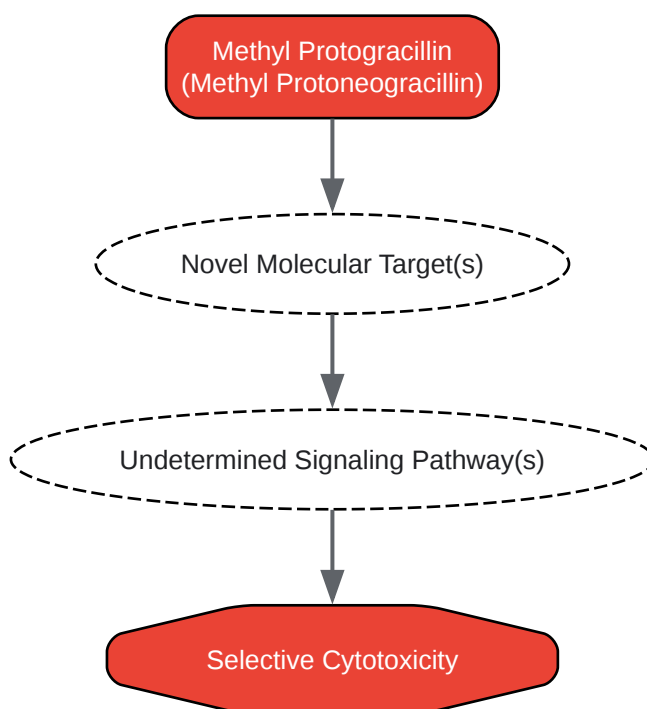 Methyl Protogracillin
(Methyl Protoneogracillin)
Novel Molecular Target(s)
Undetermined Signaling Pathway(s)
Selective Cytotoxicity